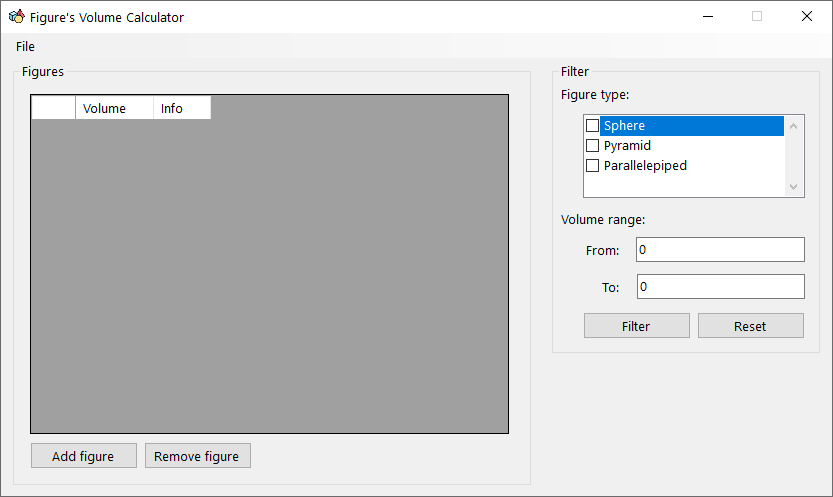 Figure's Volume Calculator
File
Figures
Volume Info
Add figure Remove figure
Filter
Figure type:
Sphere
Pyramid
Parallelepiped
Volume range:
From: 0
To: 0
Filter Reset